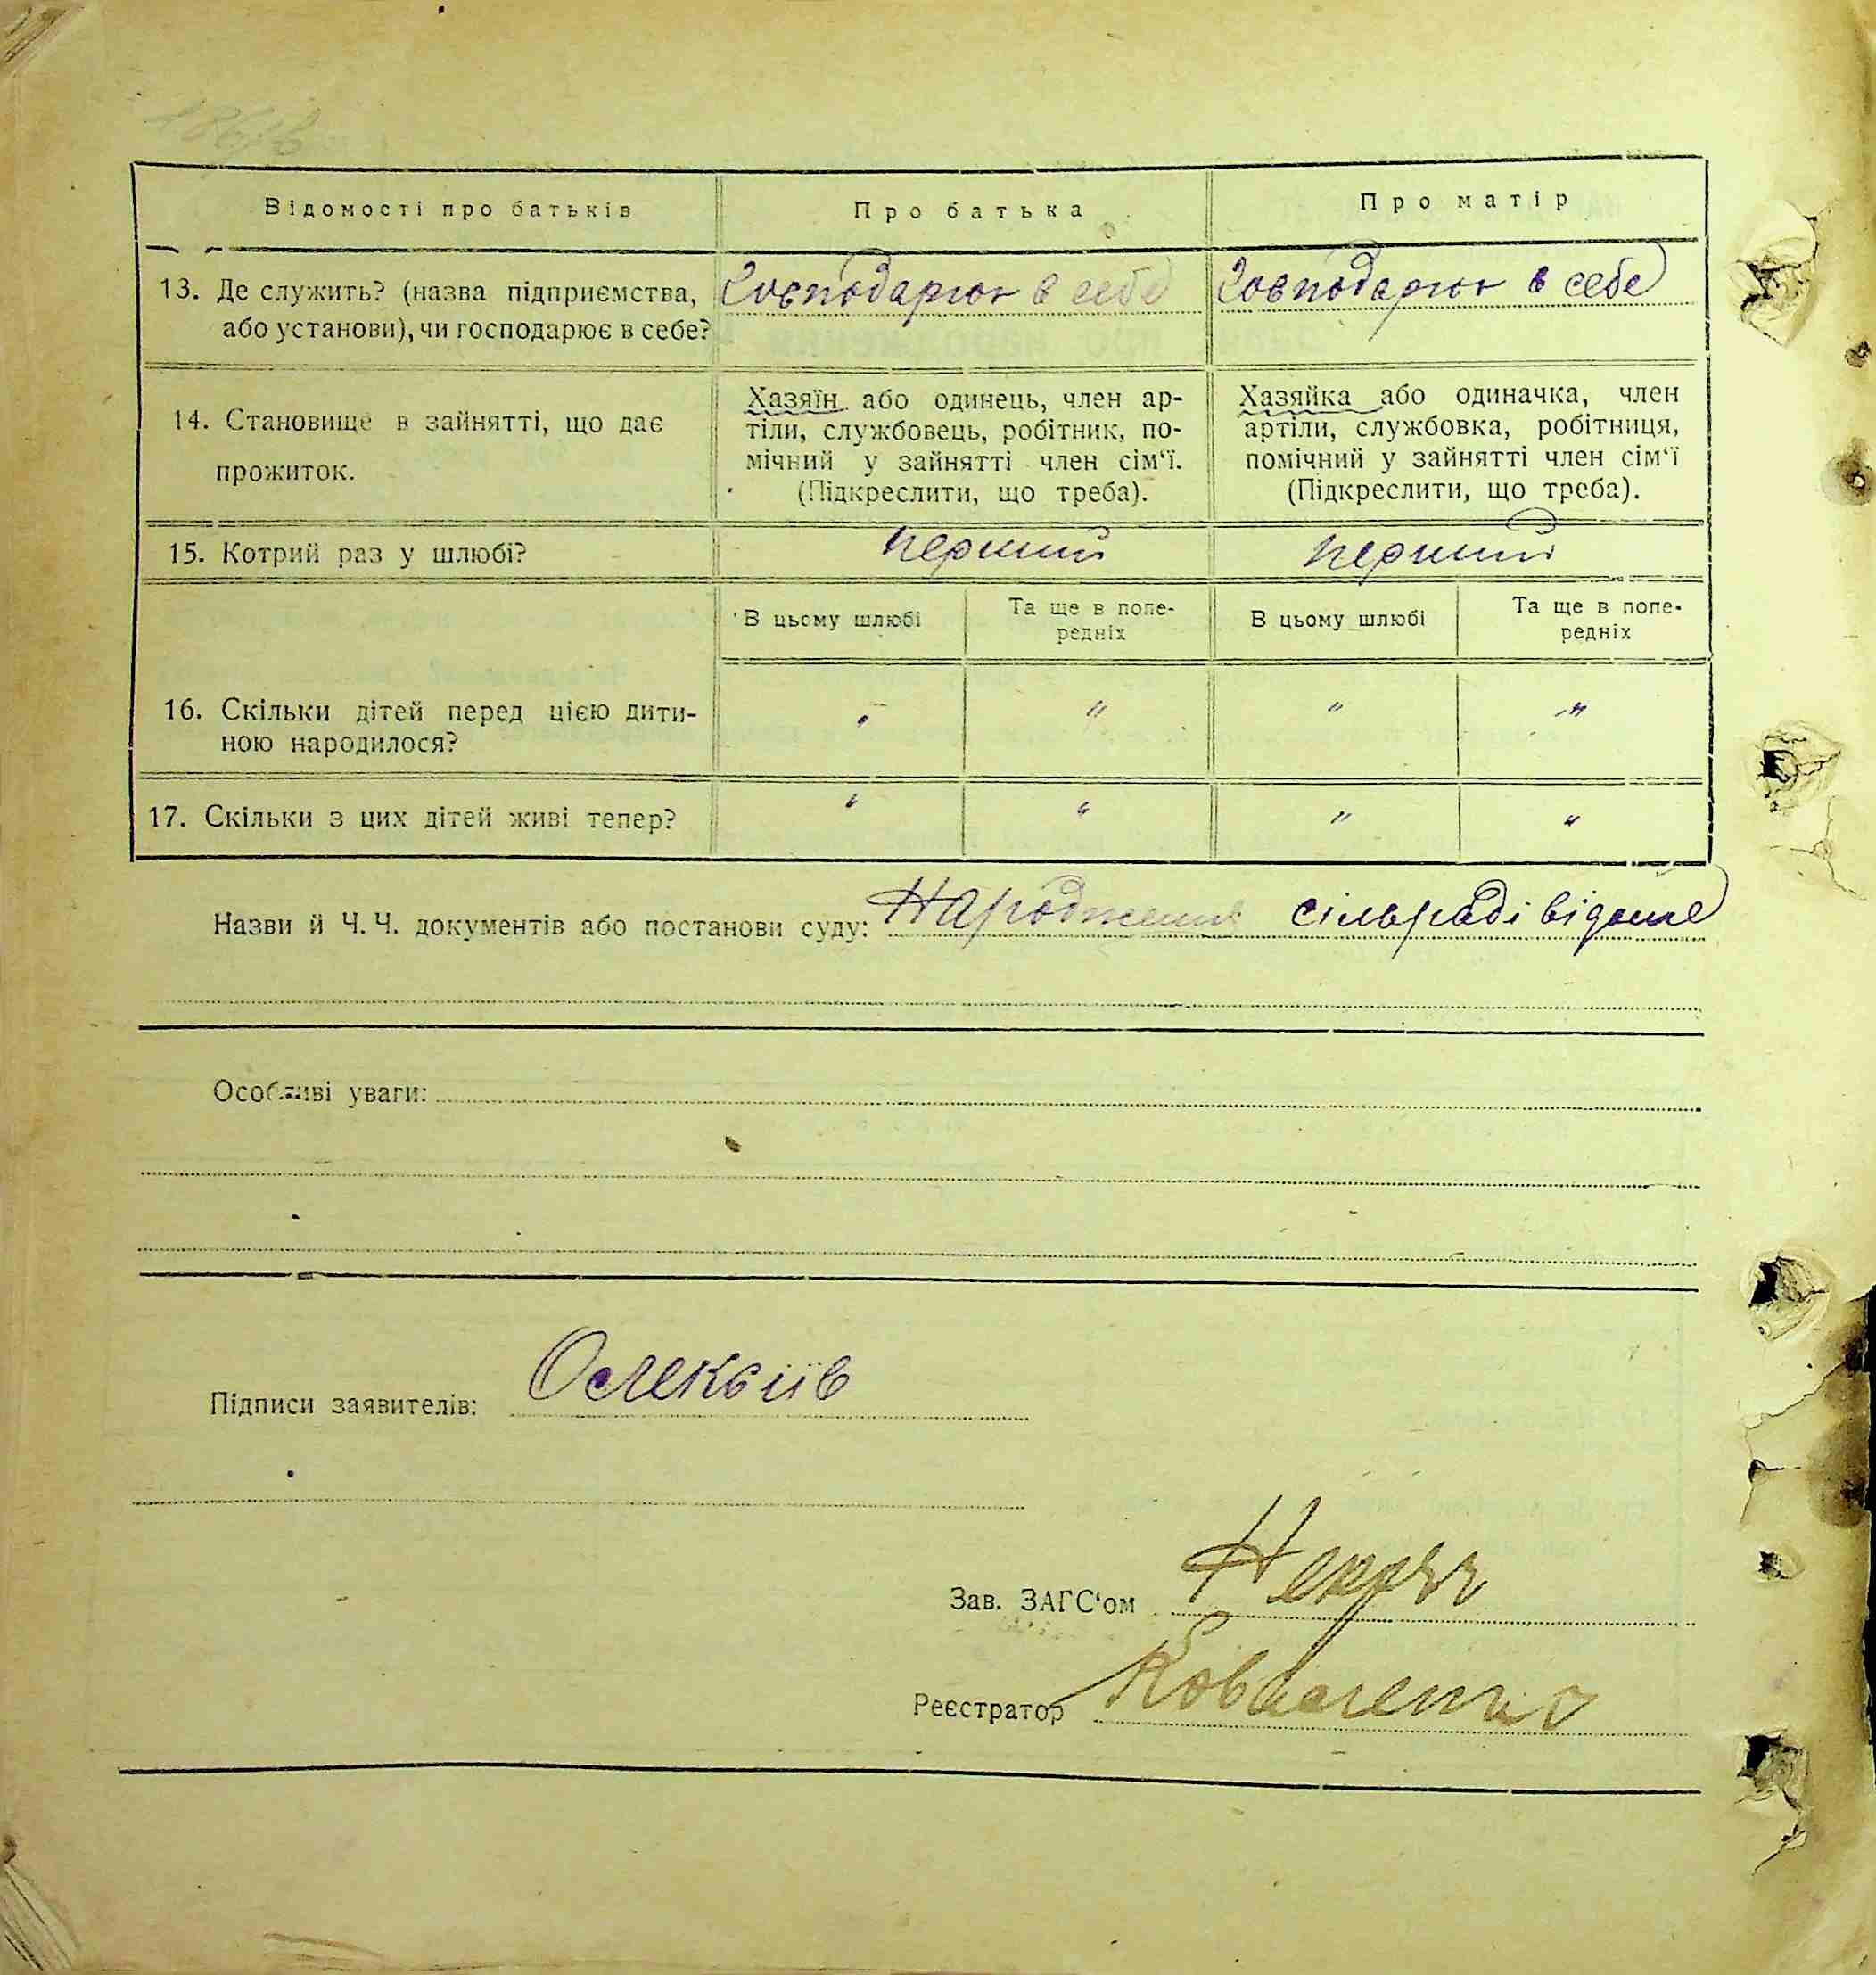 186зв
Відомості про батьків
Про батька
Про матір
13. Де служить? (назва підприємства,
або установи), чи господарює в себе?
Господарює в себе
Господарює в себе
14. Становище в зайнятті, що дає
прожиток.
Хазяїн або одинець, член ар-
тіли, службовець, робітник, по-
мічний у зайнятті член сім‘ї.
(Підкреслити, що треба).
Хазяйка або одиначка, член
артіли, службовка, робітниця,
помічний у зайнятті член сім‘ї
(Підкреслити, що треба).
15. Котрий раз у шлюбі?
перший
перший
В цьому шлюбі
Та ще в попе-
редніх
В цьому шлюбі
Та ще в попе-
редніх
16. Скільки дітей перед цією дити-
ною народилося?
" " " "
17. Скільки з цих дітей живі тепер?
" " " "
Назви й Ч. Ч. документів або постанови суду: Народження сільраді відоме
Особливі уваги:
Підписи заявителів: Олексіїв
Зав. ЗАГС‘ом
Реєстратор Коваленко